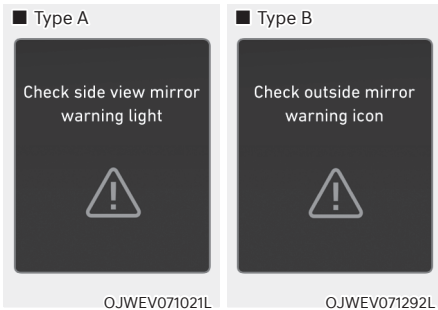 ■ Type A
Check side view mirror
warning light
OJWEV071021L
■ Type B
Check outside mirror
warning icon
OJWEV071292L